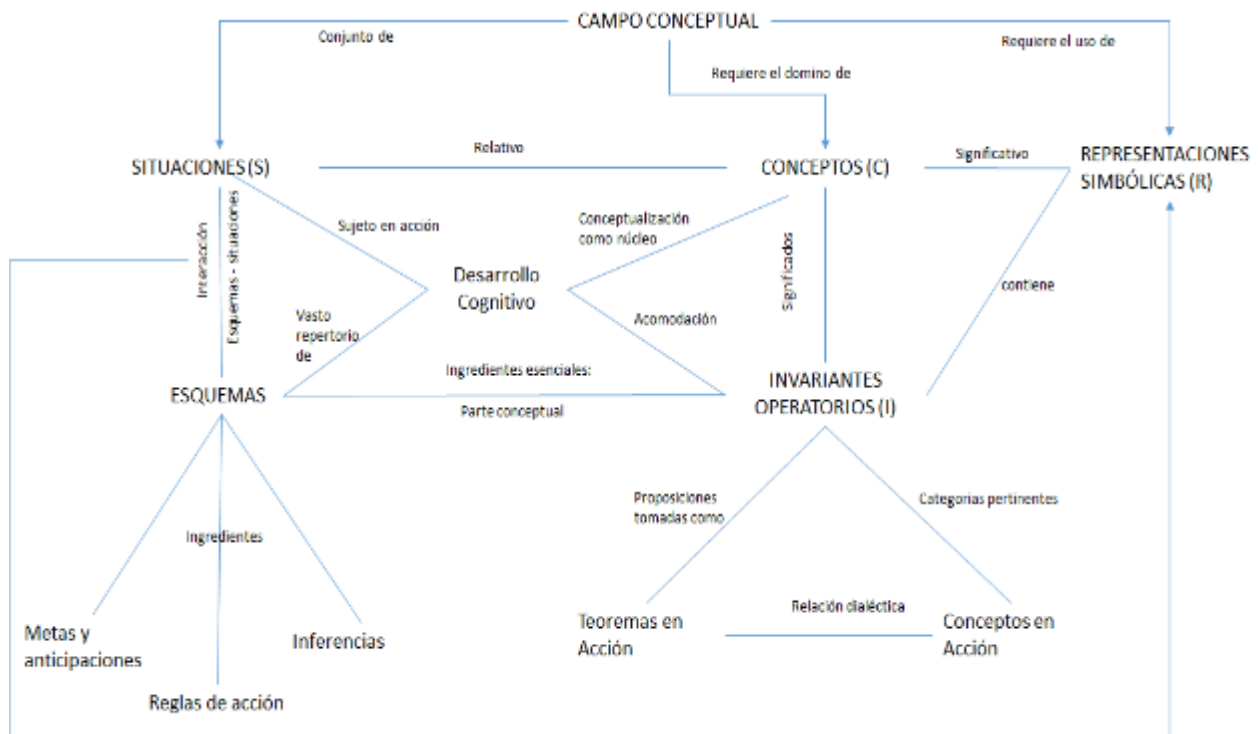 CAMPO CONCEPTUAL
Conjunto de
Requiere el uso de
Requiere el domino de
SITUACIONES (S)
Relativo
CONCEPTOS (C)
Significativo
REPRESENTACIONES
SIMBÓLICAS (R)
Interacción
Esquemas - situaciones
Sujeto en acción
Conceptualización
como núcleo
Significados
Desarrollo
Cognitivo
contiene
Vasto
repertorio
de
Acomodación
Ingredientes esenciales:
ESQUEMAS
Parte conceptual
INVARIANTES
OPERATORIOS (I)
Proposiciones
tomadas como
Categorias pertinentes
Ingredientes
Metas y
anticipaciones
Inferencias
Reglas de acción
Teoremas en
Acción
Relación dialéctica
Conceptos en
Acción